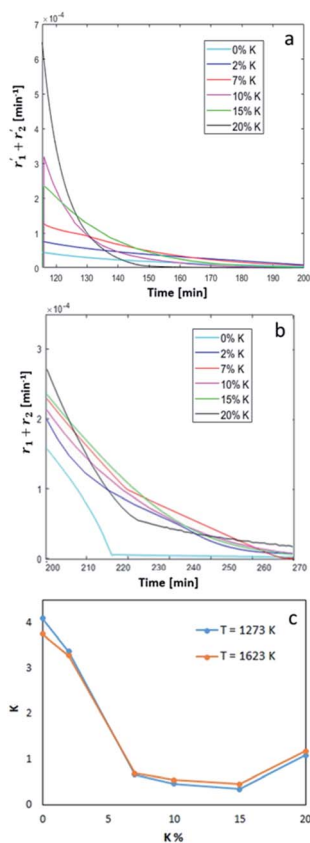 a
7 ×10⁻⁴
6
5
4
3
2
1
0
r'₁ + r'₂ [min⁻¹]
0% K
2% K
7% K
10% K
15% K
20% K
120 130 140 150 160 170 180 190 200
Time [min]
b
×10⁻⁴
3
2
1
0
r₁ + r₂ [min⁻¹]
0% K
2% K
7% K
10% K
15% K
20% K
200 210 220 230 240 250 260 270
Time [min]
c
4
3
2
1
0
K
T = 1273 K
T = 1623 K
0 5 10 15 20
K %